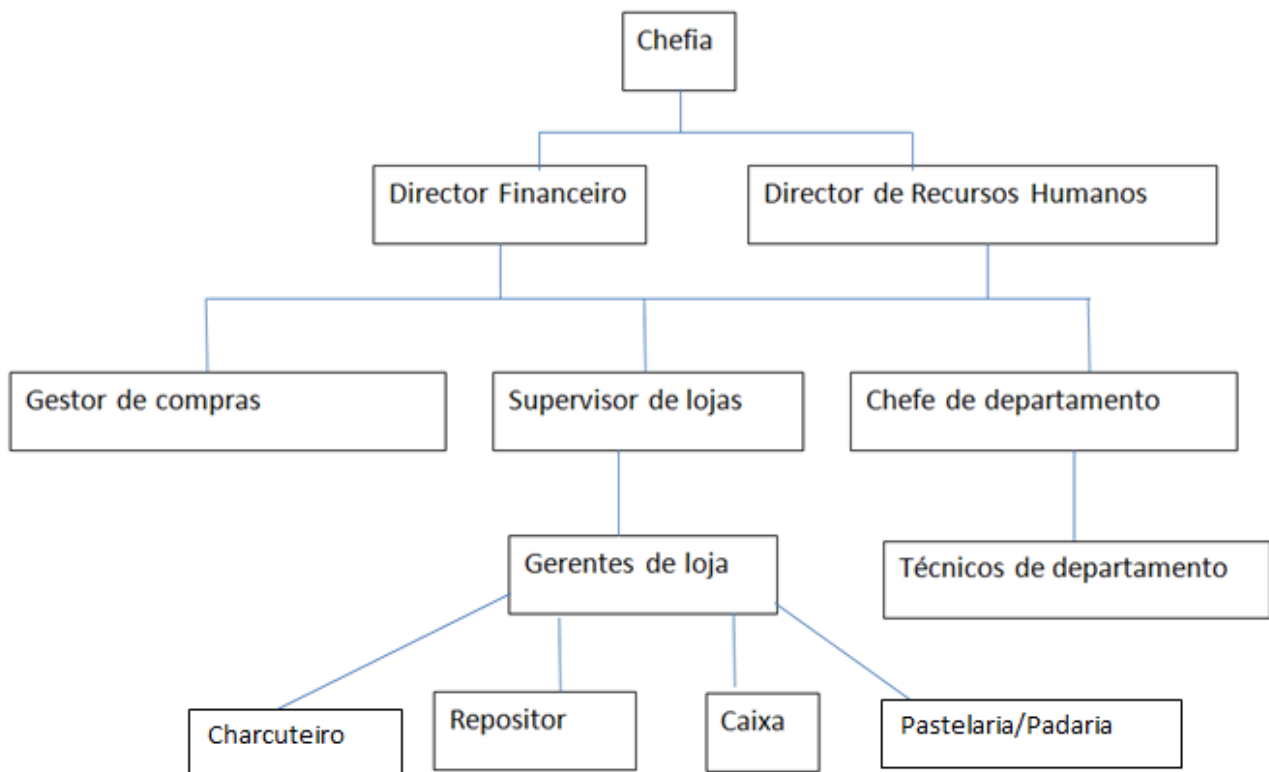 Chefia
Director Financeiro
Director de Recursos Humanos
Gestor de compras
Supervisor de lojas
Chefe de departamento
Gerentes de loja
Técnicos de departamento
Charcuteiro
Repositor
Caixa
Pastelaria/Padaria